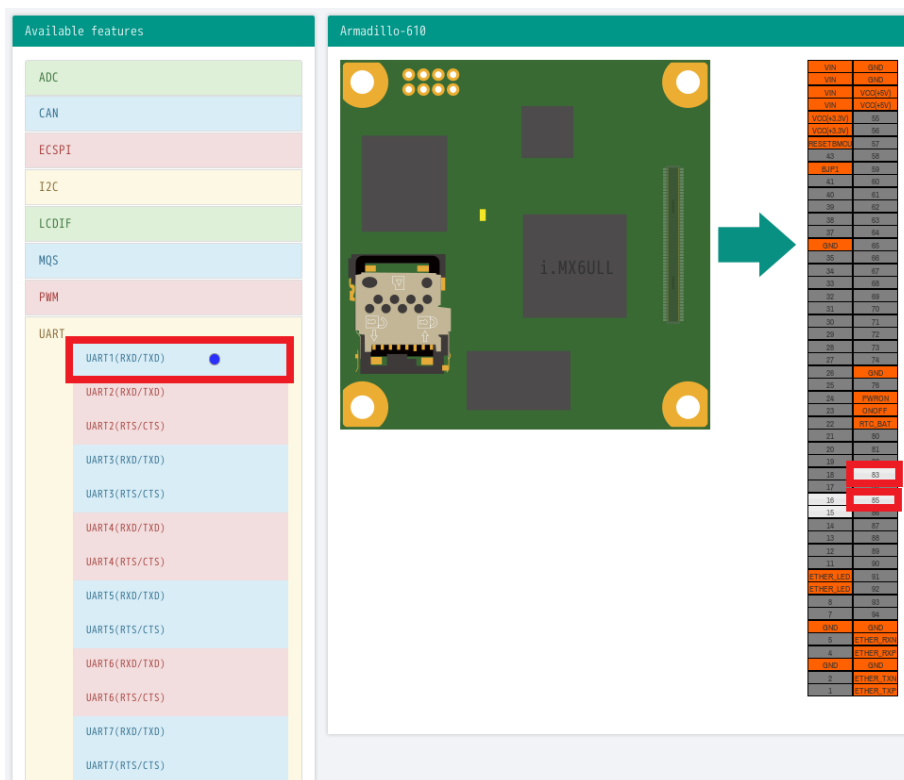 Available features
ADC
CAN
ECSPI
I2C
LCDIF
MQS
PWM
UART
UART1(RXD/TXD)
UART2(RXD/TXD)
UART2(RTS/CTS)
UART3(RXD/TXD)
UART3(RTS/CTS)
UART4(RXD/TXD)
UART4(RTS/CTS)
UART5(RXD/TXD)
UART5(RTS/CTS)
UART6(RXD/TXD)
UART6(RTS/CTS)
UART7(RXD/TXD)
UART7(RTS/CTS)
Armadillo-610
i.MX6ULL
VIN GND
VIN GND
VIN VCC(+5V)
VIN VCC(+5V)
VCC(+3.3V) 55
VCC(+3.3V) 56
RESETBMCU 57
43 58
BJP1 59
41 60
40 61
39 62
38 63
37 64
GND 65
35 66
34 67
33 68
32 69
31 70
30 71
29 72
28 73
27 74
26 GND
25 76
24 PWRON
23 ONOFF
22 RTC_BAT
21 80
20 81
19
18 83
17
16 85
15
14 87
13 88
12 89
11 90
ETHER_LED 91
ETHER_LED 92
8 93
7 94
GND GND
5 ETHER_RXN
4 ETHER_RXP
GND GND
2 ETHER_TXN
1 ETHER_TXP